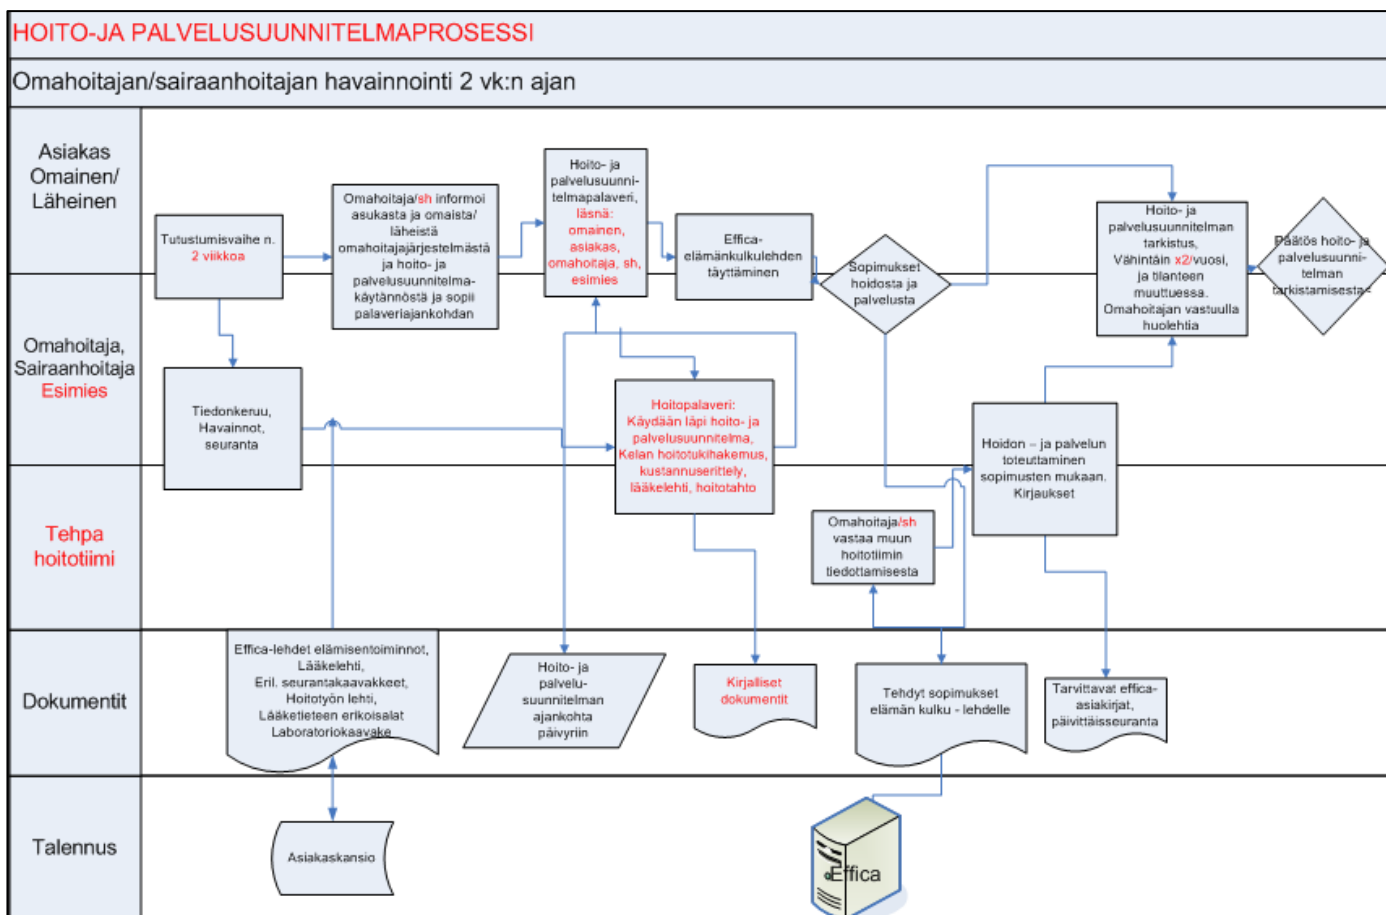 HOITO-JA PALVELUSUUNNITELMAPROSESSI
Omahoitajan/sairaanhoitajan havainnointi 2 vk:n ajan
Asiakas
Omainen/
Läheinen
Tutustumisvaihe n.
2 viikkoa
Omahoitaja/sh informoi
asukasta ja omaista/
läheistä
omahoitajajärjestelmästä
ja hoito- ja
palvelusuunnitelma-
käytännöstä ja sopii
palaveriajankohdan
Hoito- ja
palvelusuunni-
telmapalaveri,
läsnä:
omainen,
asiakas,
omahoitaja, sh,
esimies
Effica-
elämänkulkulehden
täyttäminen
Sopimukset
hoidosta ja
palvelusta
Hoito- ja
palvelusuunnitelman
tarkistus,
Vähintäin x2/vuosi,
ja tilanteen
muuttuessa.
Omahoitajan vastuulla
huolehtia
Päätös hoito- ja
palvelusuunni-
telman
tarkistamisesta-
Omahoitaja,
Sairaanhoitaja
Esimies
Tiedonkeruu,
Havainnot,
seuranta
Hoitopalaveri:
Käydään läpi hoito- ja
palvelusuunnitelma,
Kelan hoitotukihakemus,
kustannuserittely,
lääkelehti, hoitotahto
Hoidon – ja palvelun
toteuttaminen
sopimusten mukaan.
Kirjaukset
Tehpa
hoitotiimi
Omahoitaja/sh
vastaa muun
hoitotiimin
tiedottamisesta
Dokumentit
Effica-lehdet elämisentoiminnot,
Lääkelehti,
Eril. seurantakaavakkeet,
Hoitotyön lehti,
Lääketieteen erikoisalat
Laboratoriokaavake
Hoito- ja
palvelu-
suunnitelman
ajankohta
päivyriin
Kirjalliset
dokumentit
Tehdyt sopimukset
elämän kulku - lehdelle
Tarvittavat effica-
asiakirjat,
päivittäisseuranta
Talennus
Asiakaskansio
Effica